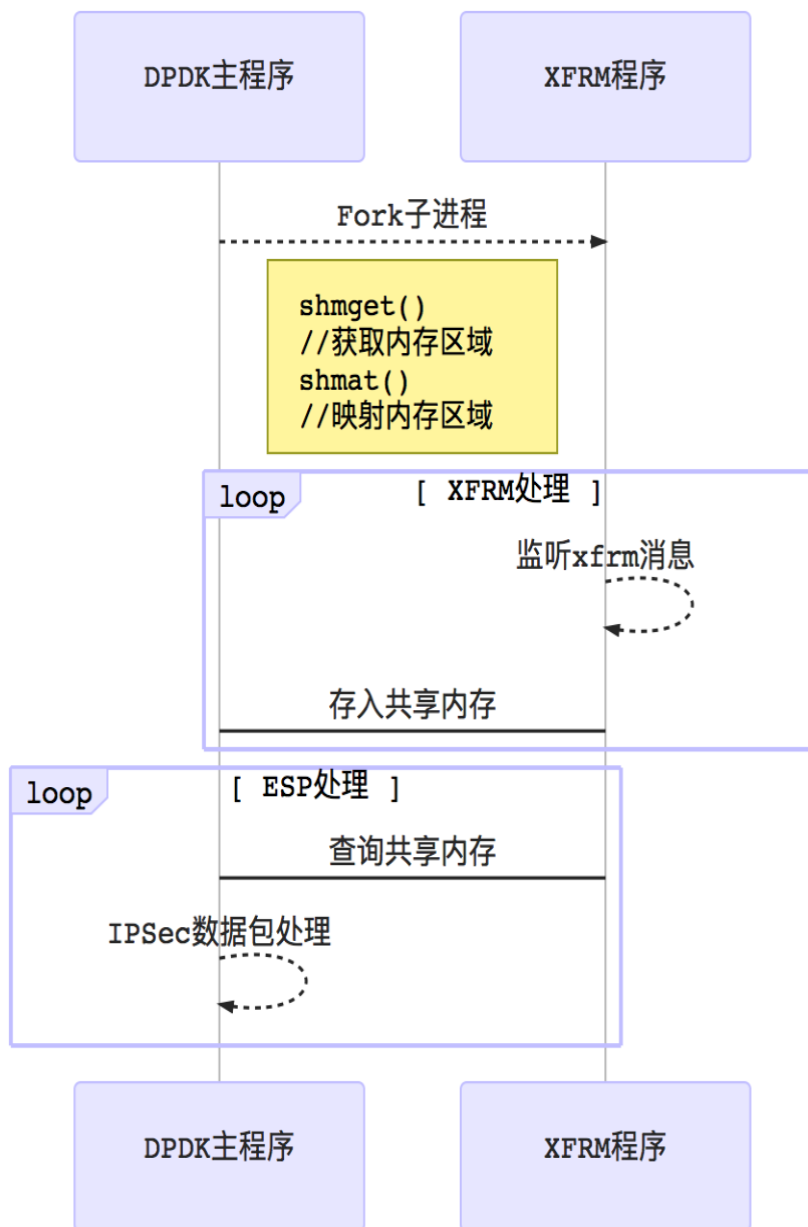 DPDK主程序
XFRM程序
Fork子进程
shmget()
//获取内存区域
shmat()
//映射内存区域
loop
[ XFRM处理 ]
监听xfrm消息
存入共享内存
loop
[ ESP处理 ]
查询共享内存
IPSec数据包处理
DPDK主程序
XFRM程序